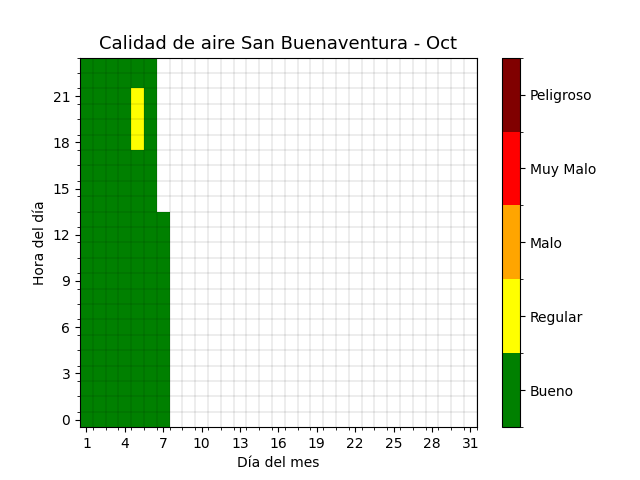 Calidad de aire San Buenaventura - Oct
Hora del día
21
18
15
12
9
6
3
0
1 4 7 10 13 16 19 22 25 28 31
Día del mes
Peligroso
Muy Malo
Malo
Regular
Bueno